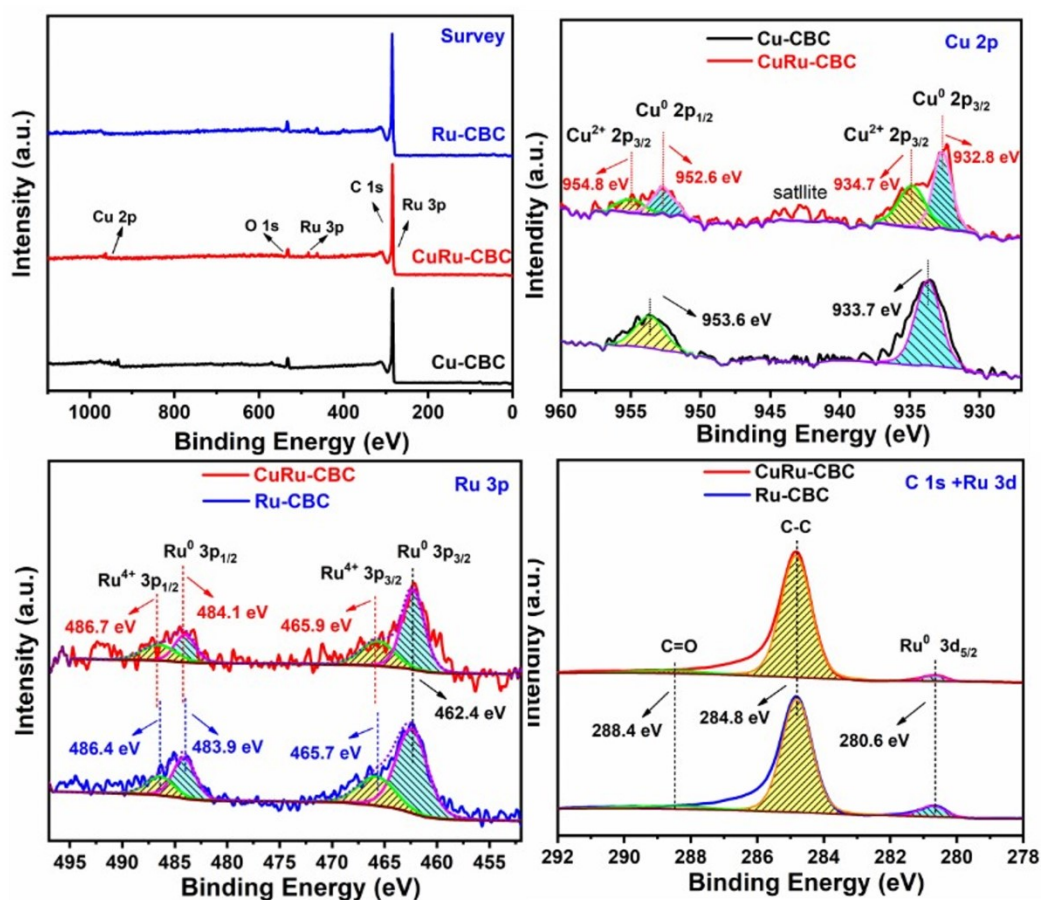 Survey
Ru-CBC
C 1s
Ru 3p
Cu 2p
O 1s
Ru 3p
CuRu-CBC
Cu-CBC
1000 800 600 400 200 0
Binding Energy (eV)
Intensity (a.u.)
Cu-CBC
CuRu-CBC
Cu 2p
Cu⁰ 2p₃/₂
Cu⁰ 2p₁/₂
Cu²⁺ 2p₃/₂
Cu²⁺ 2p₃/₂
954.8 eV
952.6 eV
934.7 eV
932.8 eV
satllite
953.6 eV
933.7 eV
960 955 950 945 940 935 930
Binding Energy (eV)
Intendity (a.u.)
CuRu-CBC
Ru-CBC
Ru 3p
Ru⁰ 3p₁/₂
Ru⁰ 3p₃/₂
Ru⁴⁺ 3p₁/₂
Ru⁴⁺ 3p₃/₂
486.7 eV
484.1 eV
465.9 eV
462.4 eV
486.4 eV
483.9 eV
465.7 eV
495 490 485 480 475 470 465 460 455
Binding Energy (eV)
Intensity (a.u.)
CuRu-CBC
Ru-CBC
C 1s +Ru 3d
C-C
C=O
Ru⁰ 3d₅/₂
288.4 eV
284.8 eV
280.6 eV
292 290 288 286 284 282 280 278
Binding Energy (eV)
Intendity (a.u.)